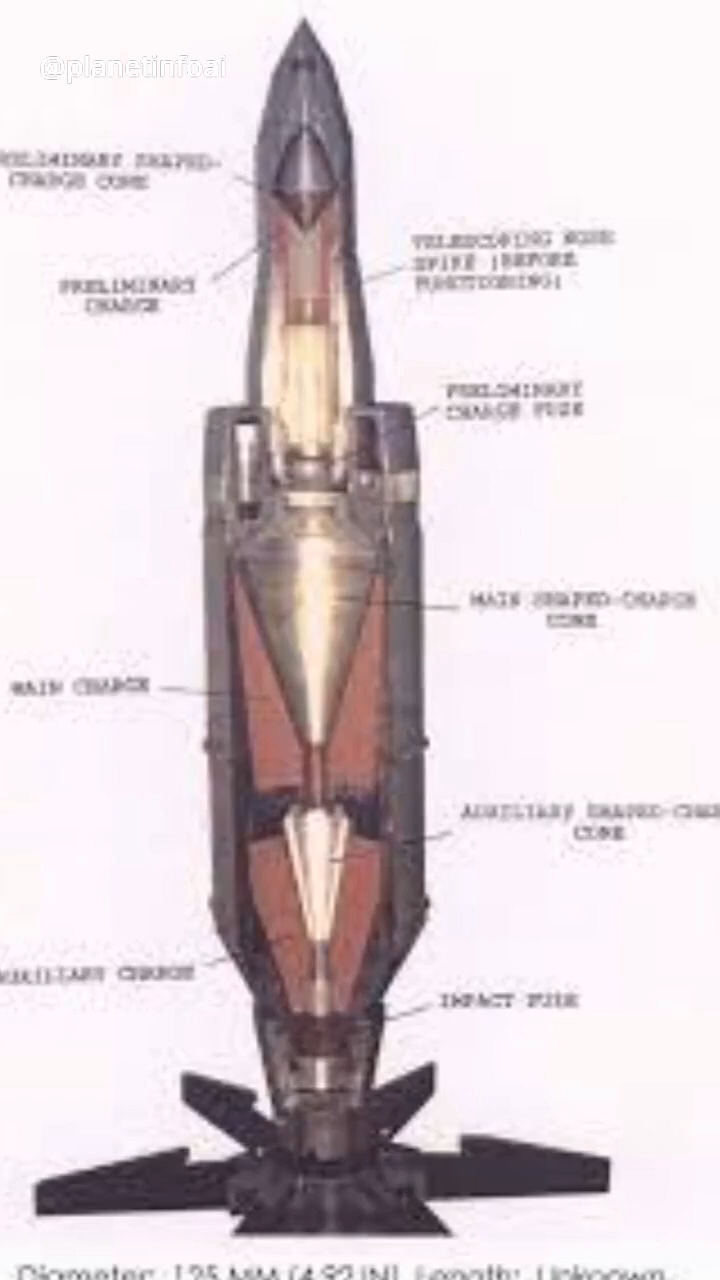 @planetinfoai
PRELIMINARY SHAPED-
CHARGE CONE
TELESCOPING NOSE
SPIKE (BEFORE
FUNCTIONING)
PRELIMINARY
CHARGE
PRELIMINARY
CHARGE FUZE
MAIN SHAPED-CHARGE
CONE
MAIN CHARGE
AUXILIARY SHAPED-CHAR
CONE
AUXILIARY CHARGE
IMPACT FUZE
Diameter: 125 MM (4.92 IN) Length: Unknown